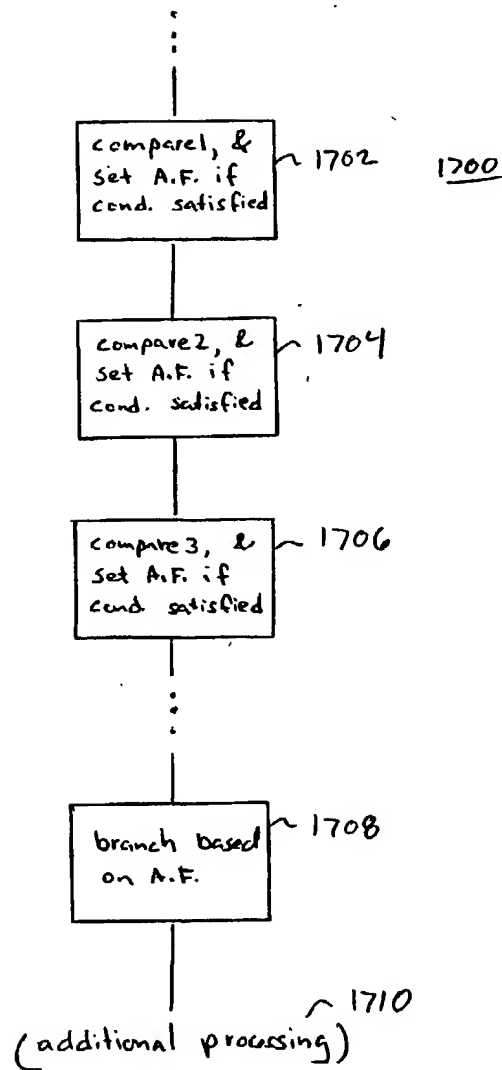 compare1, &
set A.F. if
cond. satisfied
1702
1700
compare2, &
set A.F. if
cond. satisfied
1704
compare3, &
set A.F. if
cond. satisfied
1706
branch based
on A.F.
1708
1710
(additional processing)